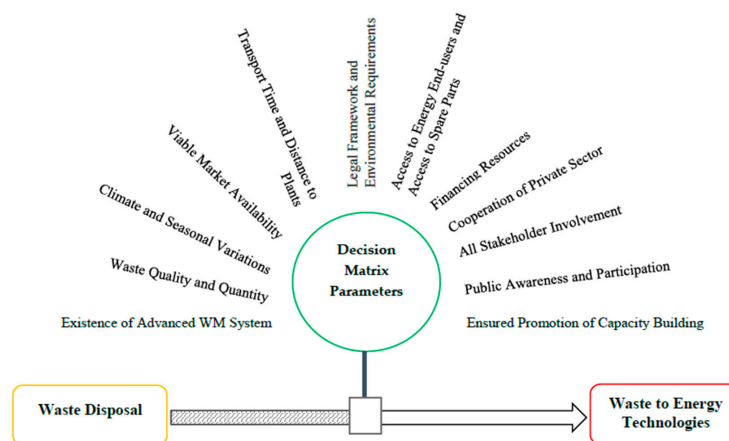 Existence of Advanced WM System
Waste Quality and Quantity
Climate and Seasonal Variations
Viable Market Availability
Transport Time and Distance to
Plants
Legal Framework and
Environmental Requirements
Access to Energy End-users and
Access to Spare Parts
Financing Resources
Cooperation of Private Sector
All Stakeholder Involvement
Public Awareness and Participation
Ensured Promotion of Capacity Building
Decision
Matrix
Parameters
Waste Disposal
Waste to Energy
Technologies